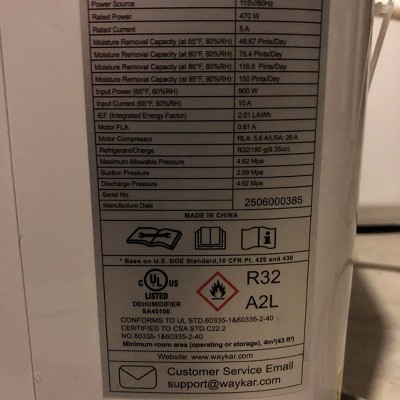 Power Source 115V/60Hz
Rated Power 470 W
Rated Current 5 A
Moisture Removal Capacity (at 65°F, 60%RH) 49.67 Pints/Day
Moisture Removal Capacity (at 80°F, 60%RH) 75.4 Pints/Day
Moisture Removal Capacity (at 86°F, 80%RH) 118.8 Pints/Day
Moisture Removal Capacity (at 95°F, 90%RH) 150 Pints/Day
Input Power (65°F, 60%RH) 900 W
Input Current (65°F, 60%RH) 10 A
IEF (Integrated Energy Factor) 2.01 L/kWh
Motor FLA 0.61 A
Motor Compressor RLA: 5.6 A/LRA: 26 A
Refrigerant/Charge R32/180 g(6.35oz)
Maximum Allowable Pressure 4.62 Mpa
Suction Pressure 2.69 Mpa
Discharge Pressure 4.62 Mpa
Serial No.
Manufacture Date 2506000385
MADE IN CHINA
* Base on U.S. DOE Standard,10 CFR Pt. 429 and 430
C UL US
LISTED
DEHUMIDIFIER
SA45106
R32
A2L
CONFORMS TO UL STD.60335-1&60335-2-40
CERTIFIED TO CSA STD.C22.2
NO.60335-1&60335-2-40
Minimum room area (operating or storage), 4m²(43 ft²)
Website: www.waykar.com
Customer Service Email
support@waykar.com